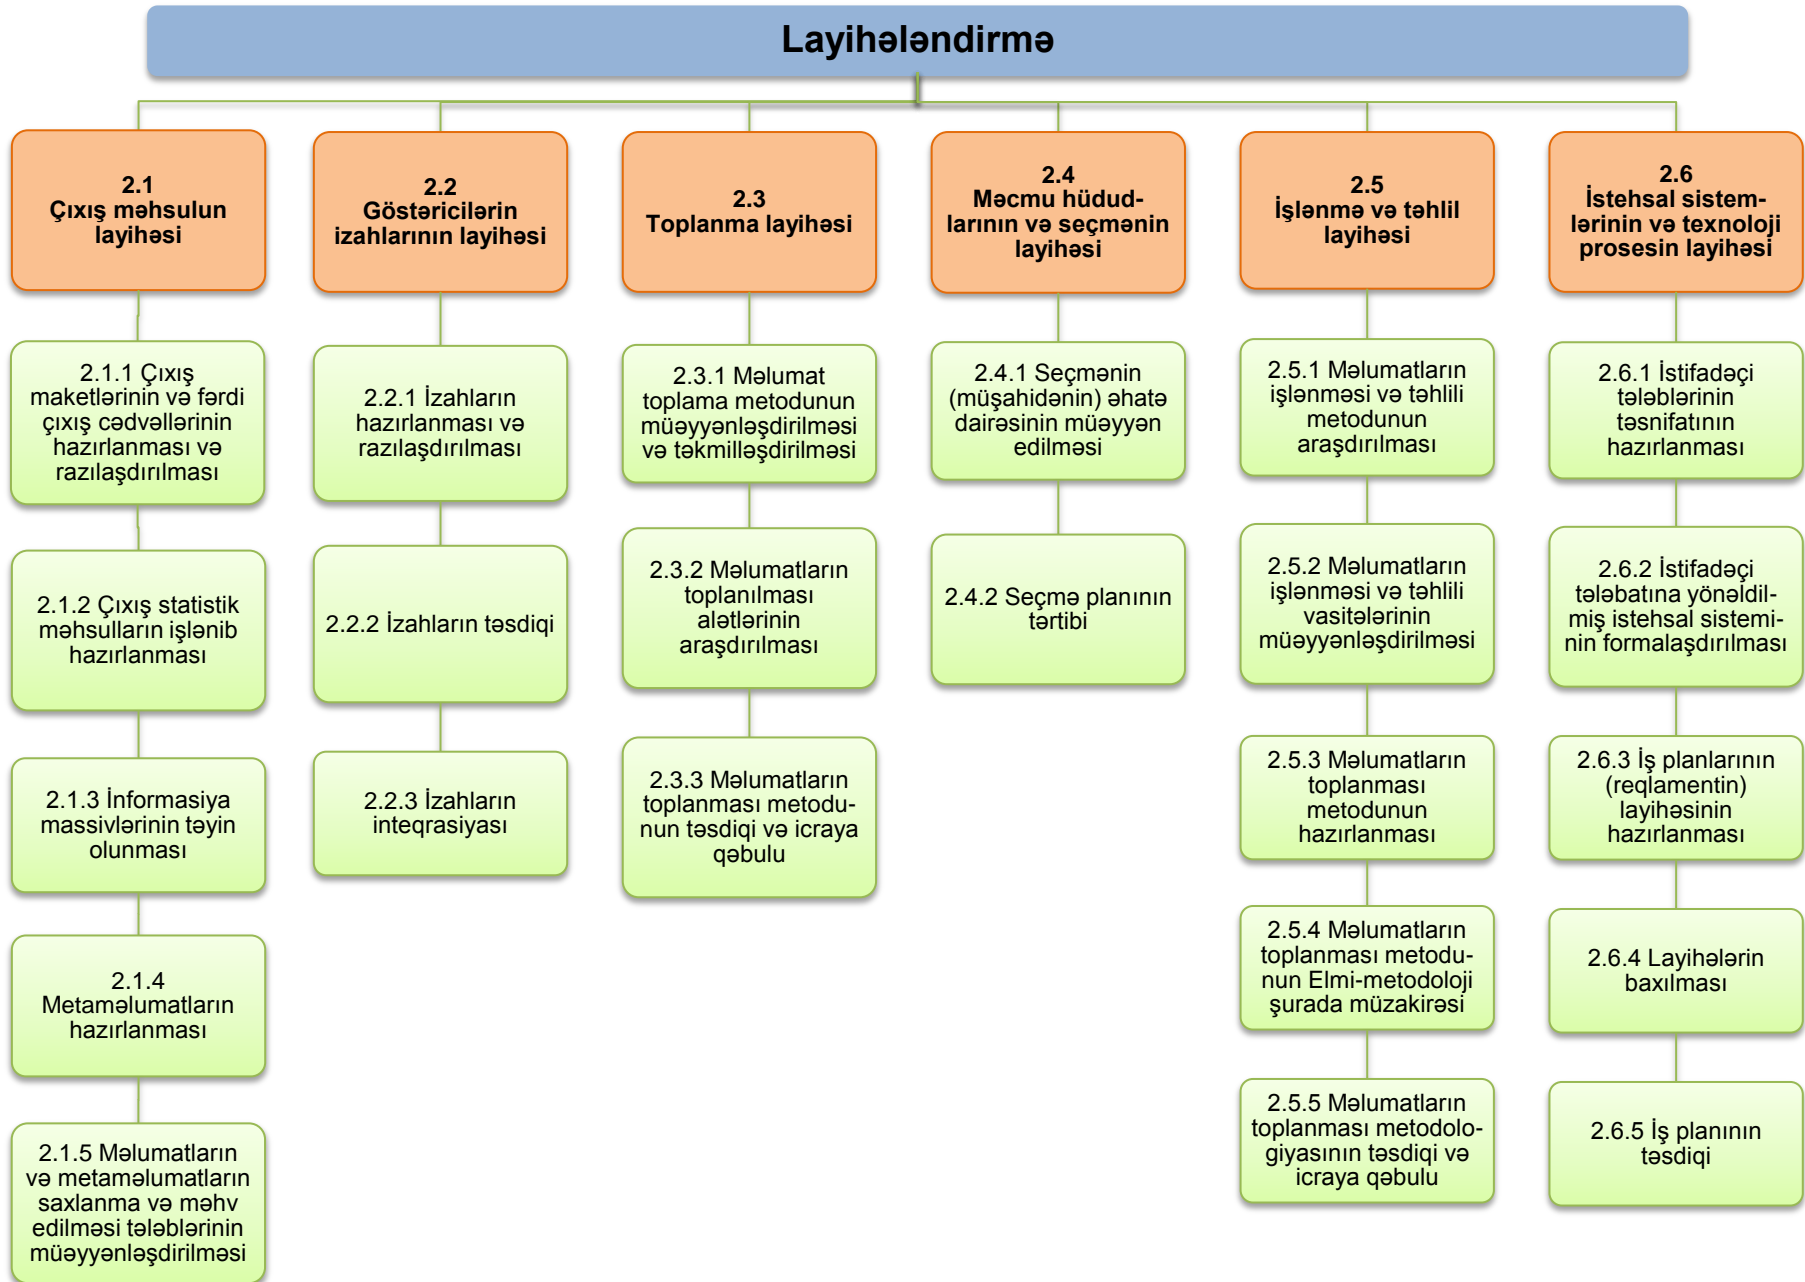 Layihələndirmə
2.1
Çıxış məhsulun
layihəsi
2.1.1 Çıxış
maketlərinin və fərdi
çıxış cədvəllərinin
hazırlanması və
razılaşdırılması
2.1.2 Çıxış statistik
məhsulların işlənib
hazırlanması
2.1.3 İnformasiya
massivlərinin təyin
olunması
2.1.4
Metaməlumatların
hazırlanması
2.1.5 Məlumatların
və metaməlumatların
saxlanma və məhv
edilməsi tələblərinin
müəyyənləşdirilməsi
2.2
Göstəricilərin
izahlarının layihəsi
2.2.1 İzahların
hazırlanması və
razılaşdırılması
2.2.2 İzahların təsdiqi
2.2.3 İzahların
inteqrasiyası
2.3
Toplanma layihəsi
2.3.1 Məlumat
toplama metodunun
müəyyənləşdirilməsi
və təkmilləşdirilməsi
2.3.2 Məlumatların
toplanılması
alətlərinin
araşdırılması
2.3.3 Məlumatların
toplanması metodu-
nun təsdiqi və icraya
qəbulu
2.4
Məcmu hüdud-
larının və seçmənin
layihəsi
2.4.1 Seçmənin
(müşahidənin) əhatə
dairəsinin müəyyən
edilməsi
2.4.2 Seçmə planının
tərtibi
2.5
İşlənmə və təhlil
layihəsi
2.5.1 Məlumatların
işlənməsi və təhlili
metodunun
araşdırılması
2.5.2 Məlumatların
işlənməsi və təhlili
vasitələrinin
müəyyənləşdirilməsi
2.5.3 Məlumatların
toplanması
metodunun
hazırlanması
2.5.4 Məlumatların
toplanması metodu-
nun Elmi-metodoloji
şurada müzakirəsi
2.5.5 Məlumatların
toplanması metodolo-
giyasının təsdiqi və
icraya qəbulu
2.6
İstehsal sistem-
lərinin və texnoloji
prosesin layihəsi
2.6.1 İstifadəçi
tələblərinin
təsnifatının
hazırlanması
2.6.2 İstifadəçi
tələbatına yönəldil-
miş istehsal sistemi-
nin formalaşdırılması
2.6.3 İş planlarının
(reqlamentin)
layihəsinin
hazırlanması
2.6.4 Layihələrin
baxılması
2.6.5 İş planının
təsdiqi